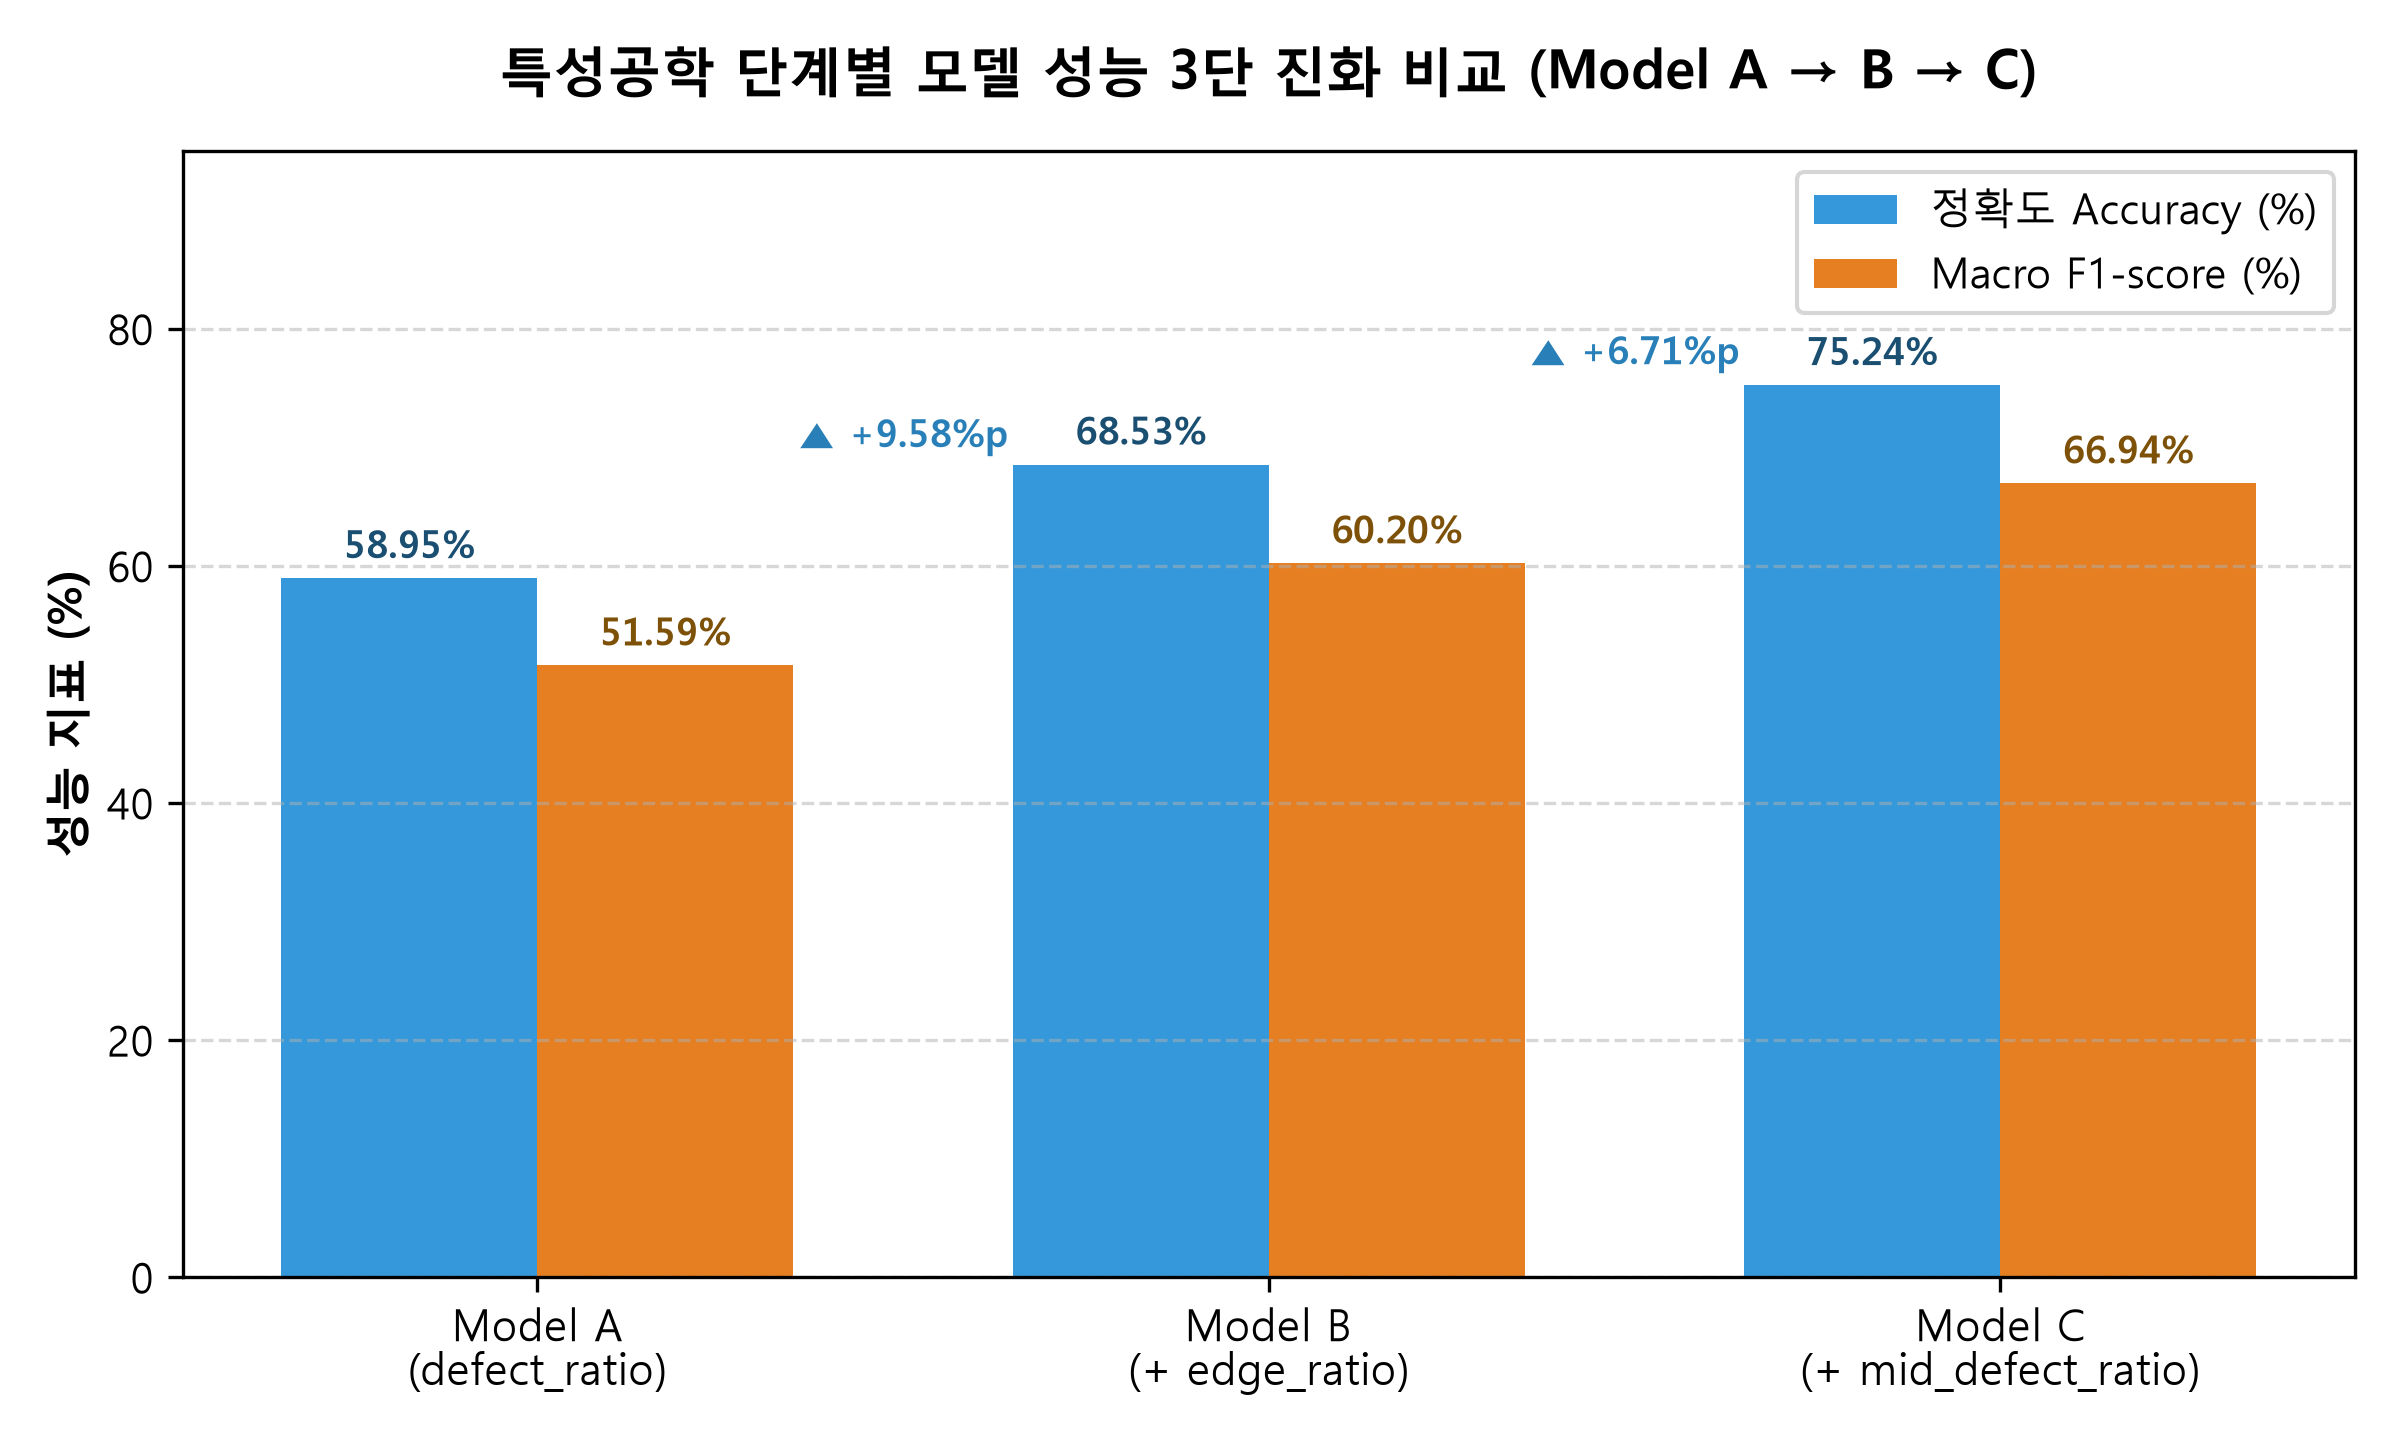 특성공학 단계별 모델 성능 3단 진화 비교 (Model A → B → C)
정확도 Accuracy (%)
Macro F1-score (%)
성능 지표 (%)
80
60
40
20
0
58.95%
51.59%
▲ +9.58%p
68.53%
60.20%
▲ +6.71%p
75.24%
66.94%
Model A
(defect_ratio)
Model B
(+ edge_ratio)
Model C
(+ mid_defect_ratio)